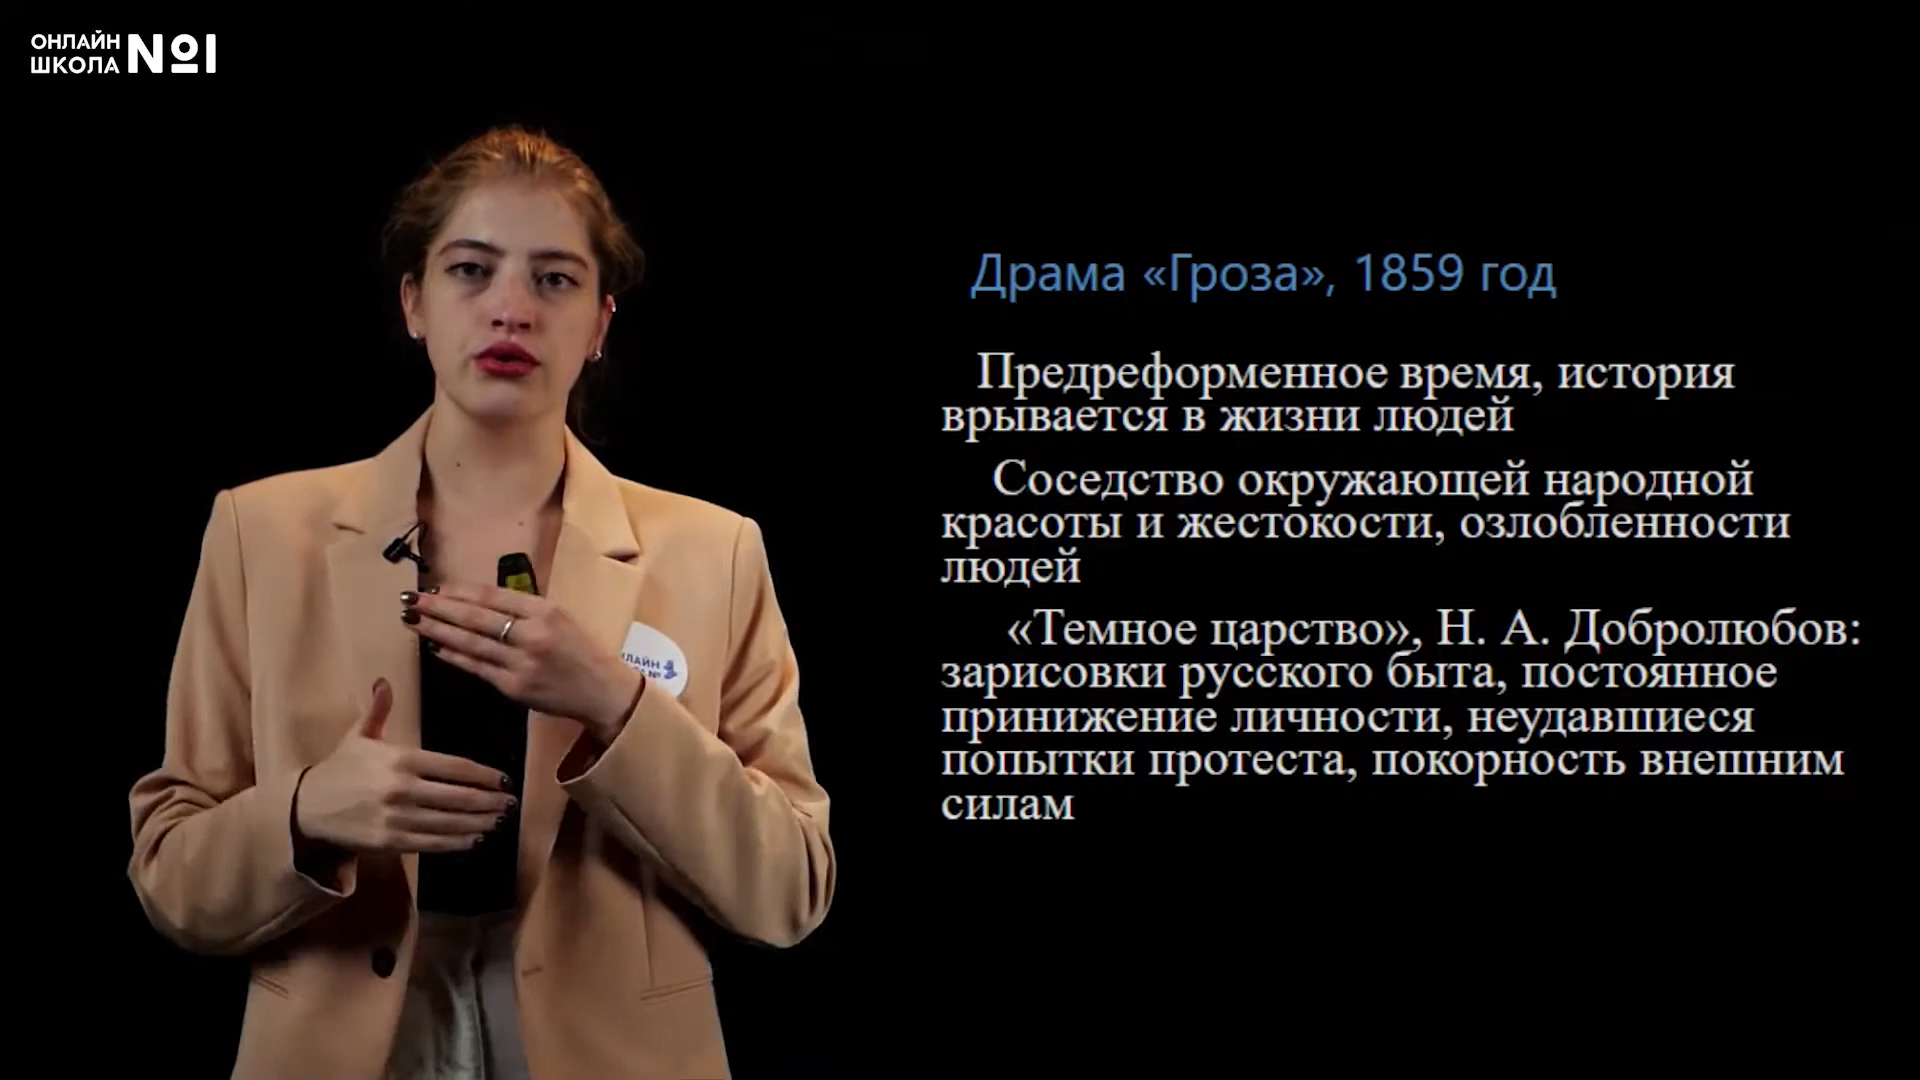 ОНЛАЙН
ШКОЛА №1
Драма «Гроза», 1859 год
Предреформенное время, история
врывается в жизни людей
Соседство окружающей народной
красоты и жестокости, озлобленности
людей
«Темное царство», Н. А. Добролюбов:
зарисовки русского быта, постоянное
принижение личности, неудавшиеся
попытки протеста, покорность внешним
силам